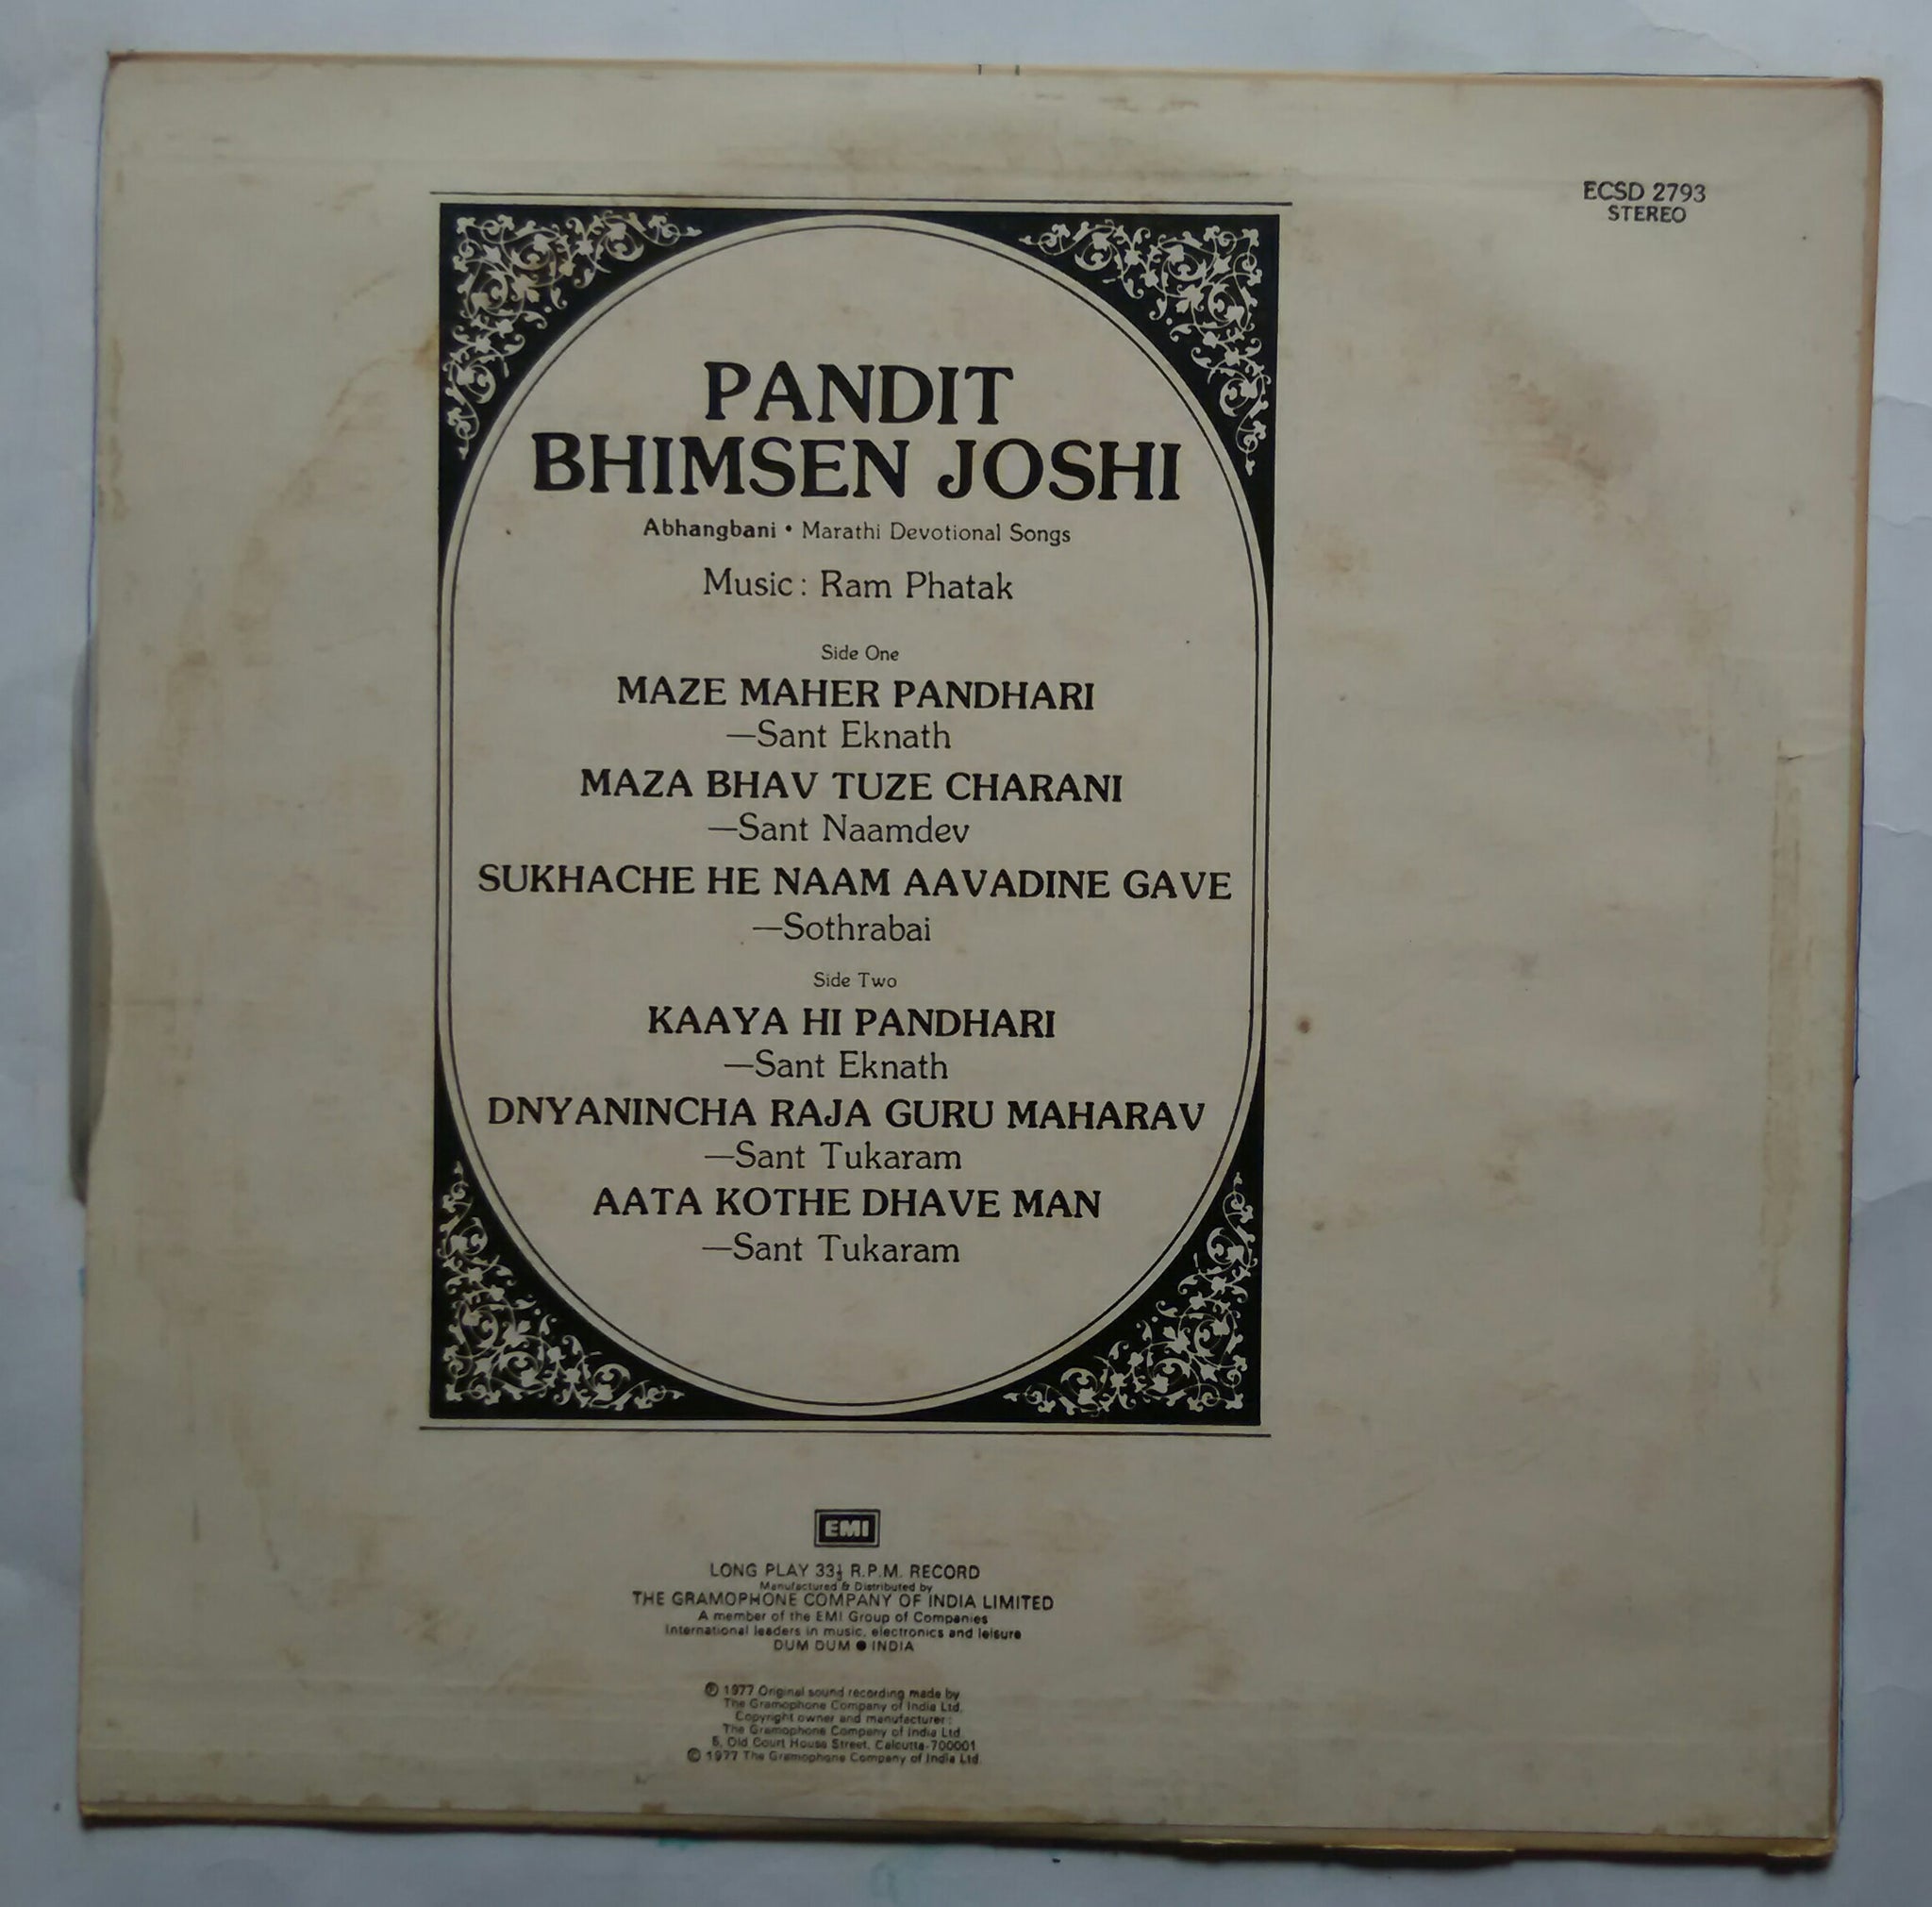 ECSD 2793
STEREO
PANDIT
BHIMSEN JOSHI
Abhangbani • Marathi Devotional Songs
Music : Ram Phatak
Side One
MAZE MAHER PANDHARI
—Sant Eknath
MAZA BHAV TUZE CHARANI
—Sant Naamdev
SUKHACHE HE NAAM AAVADINE GAVE
—Sothrabai
Side Two
KAAYA HI PANDHARI
—Sant Eknath
DNYANINCHA RAJA GURU MAHARAV
—Sant Tukaram
AATA KOTHE DHAVE MAN
—Sant Tukaram
EMI
LONG PLAY 33⅓ R.P.M. RECORD
Manufactured & Distributed by
THE GRAMOPHONE COMPANY OF INDIA LIMITED
A member of the EMI Group of Companies
International leaders in music, electronics and leisure
DUM DUM ● INDIA
℗ 1977 Original sound recording made by
The Gramophone Company of India Ltd.
Copyright owner and manufacturer :
The Gramophone Company of India Ltd.
5, Old Court House Street, Calcutta-700001
© 1977 The Gramophone Company of India Ltd.